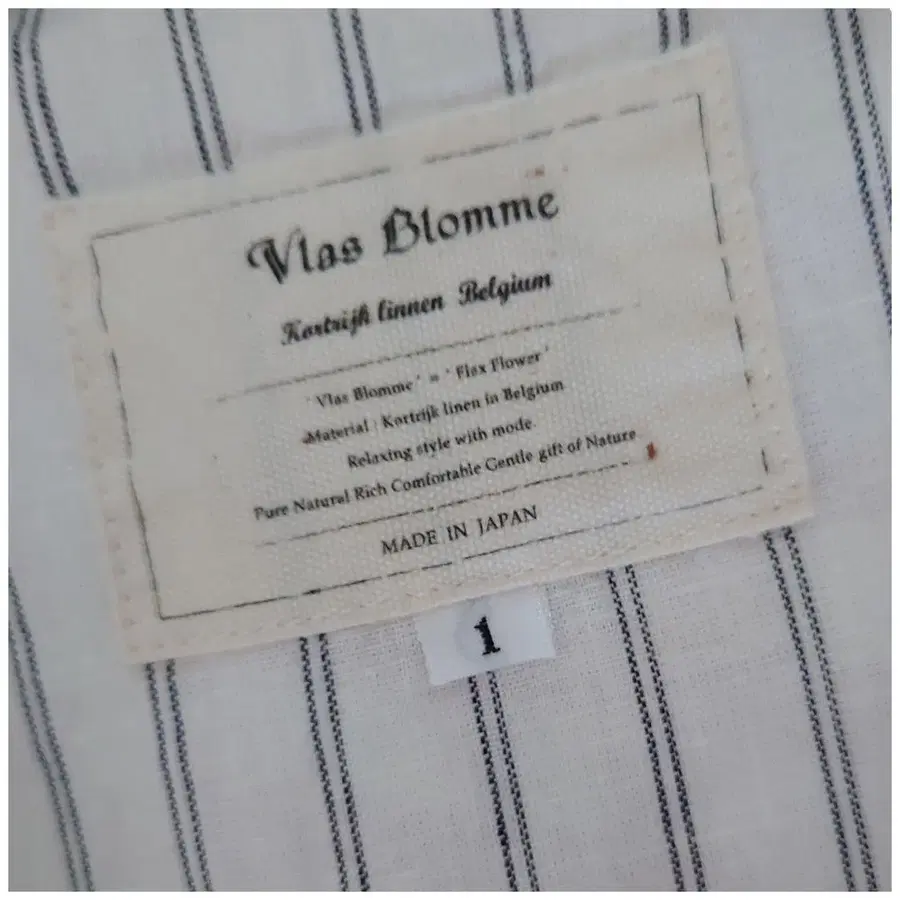 Vlas Blomme
Kortrijk linnen Belgium
'Vlas Blomme' = 'Flax Flower'
Material : Kortrijk linen in Belgium
Relaxing style with mode.
Pure Natural Rich Comfortable Gentle gift of Nature
MADE IN JAPAN
1